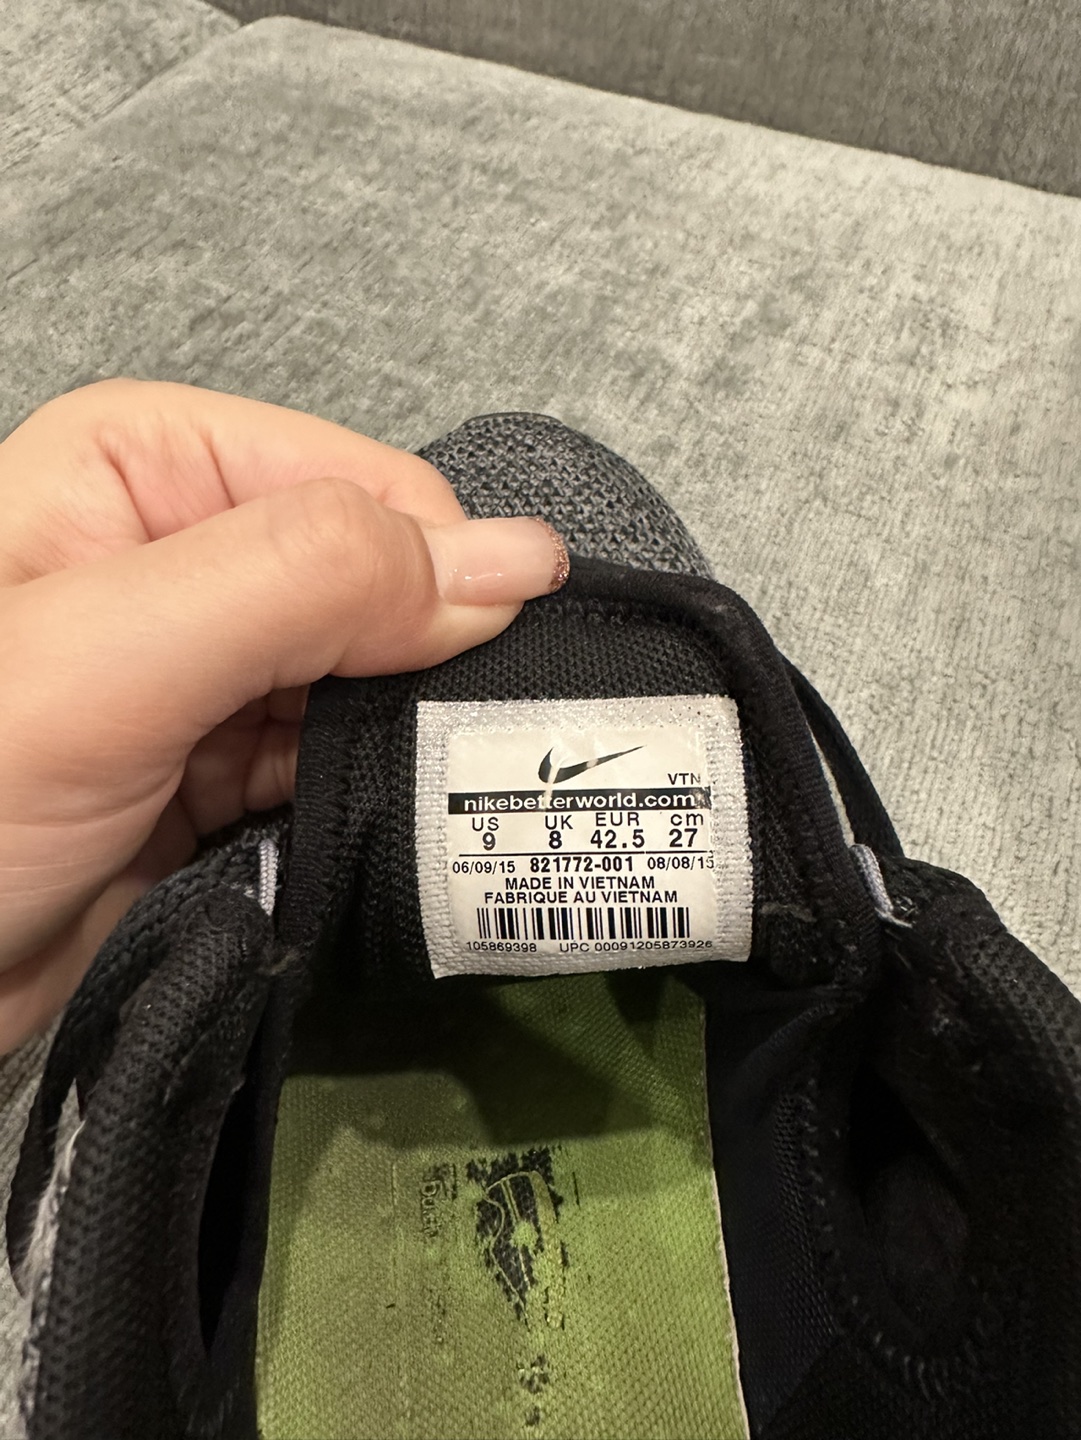 VTN
nikebetterworld.com
US UK EUR cm
9 8 42.5 27
06/09/15 821772-001 08/08/15
MADE IN VIETNAM
FABRIQUE AU VIETNAM
105869398 UPC 00091205873926